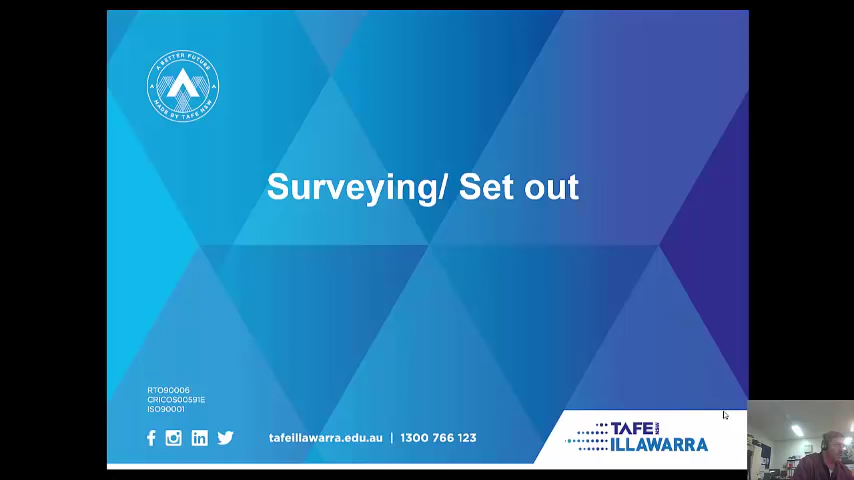 A BETTER FUTURE
MADE BY TAFE NSW
Surveying/ Set out
RTO90006
CRICOS00591E
ISO90001
tafeillawarra.edu.au | 1300 766 123
TAFE NSW
ILLAWARRA